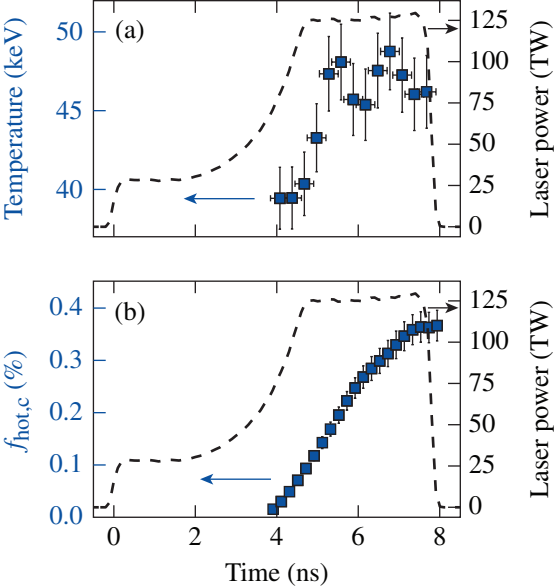 (a)
Temperature (keV)
50
45
40
125
100
75
50
25
0
Laser power (TW)
(b)
f_hot,c (%)
0.4
0.3
0.2
0.1
0.0
125
100
75
50
25
0
Laser power (TW)
0 2 4 6 8
Time (ns)